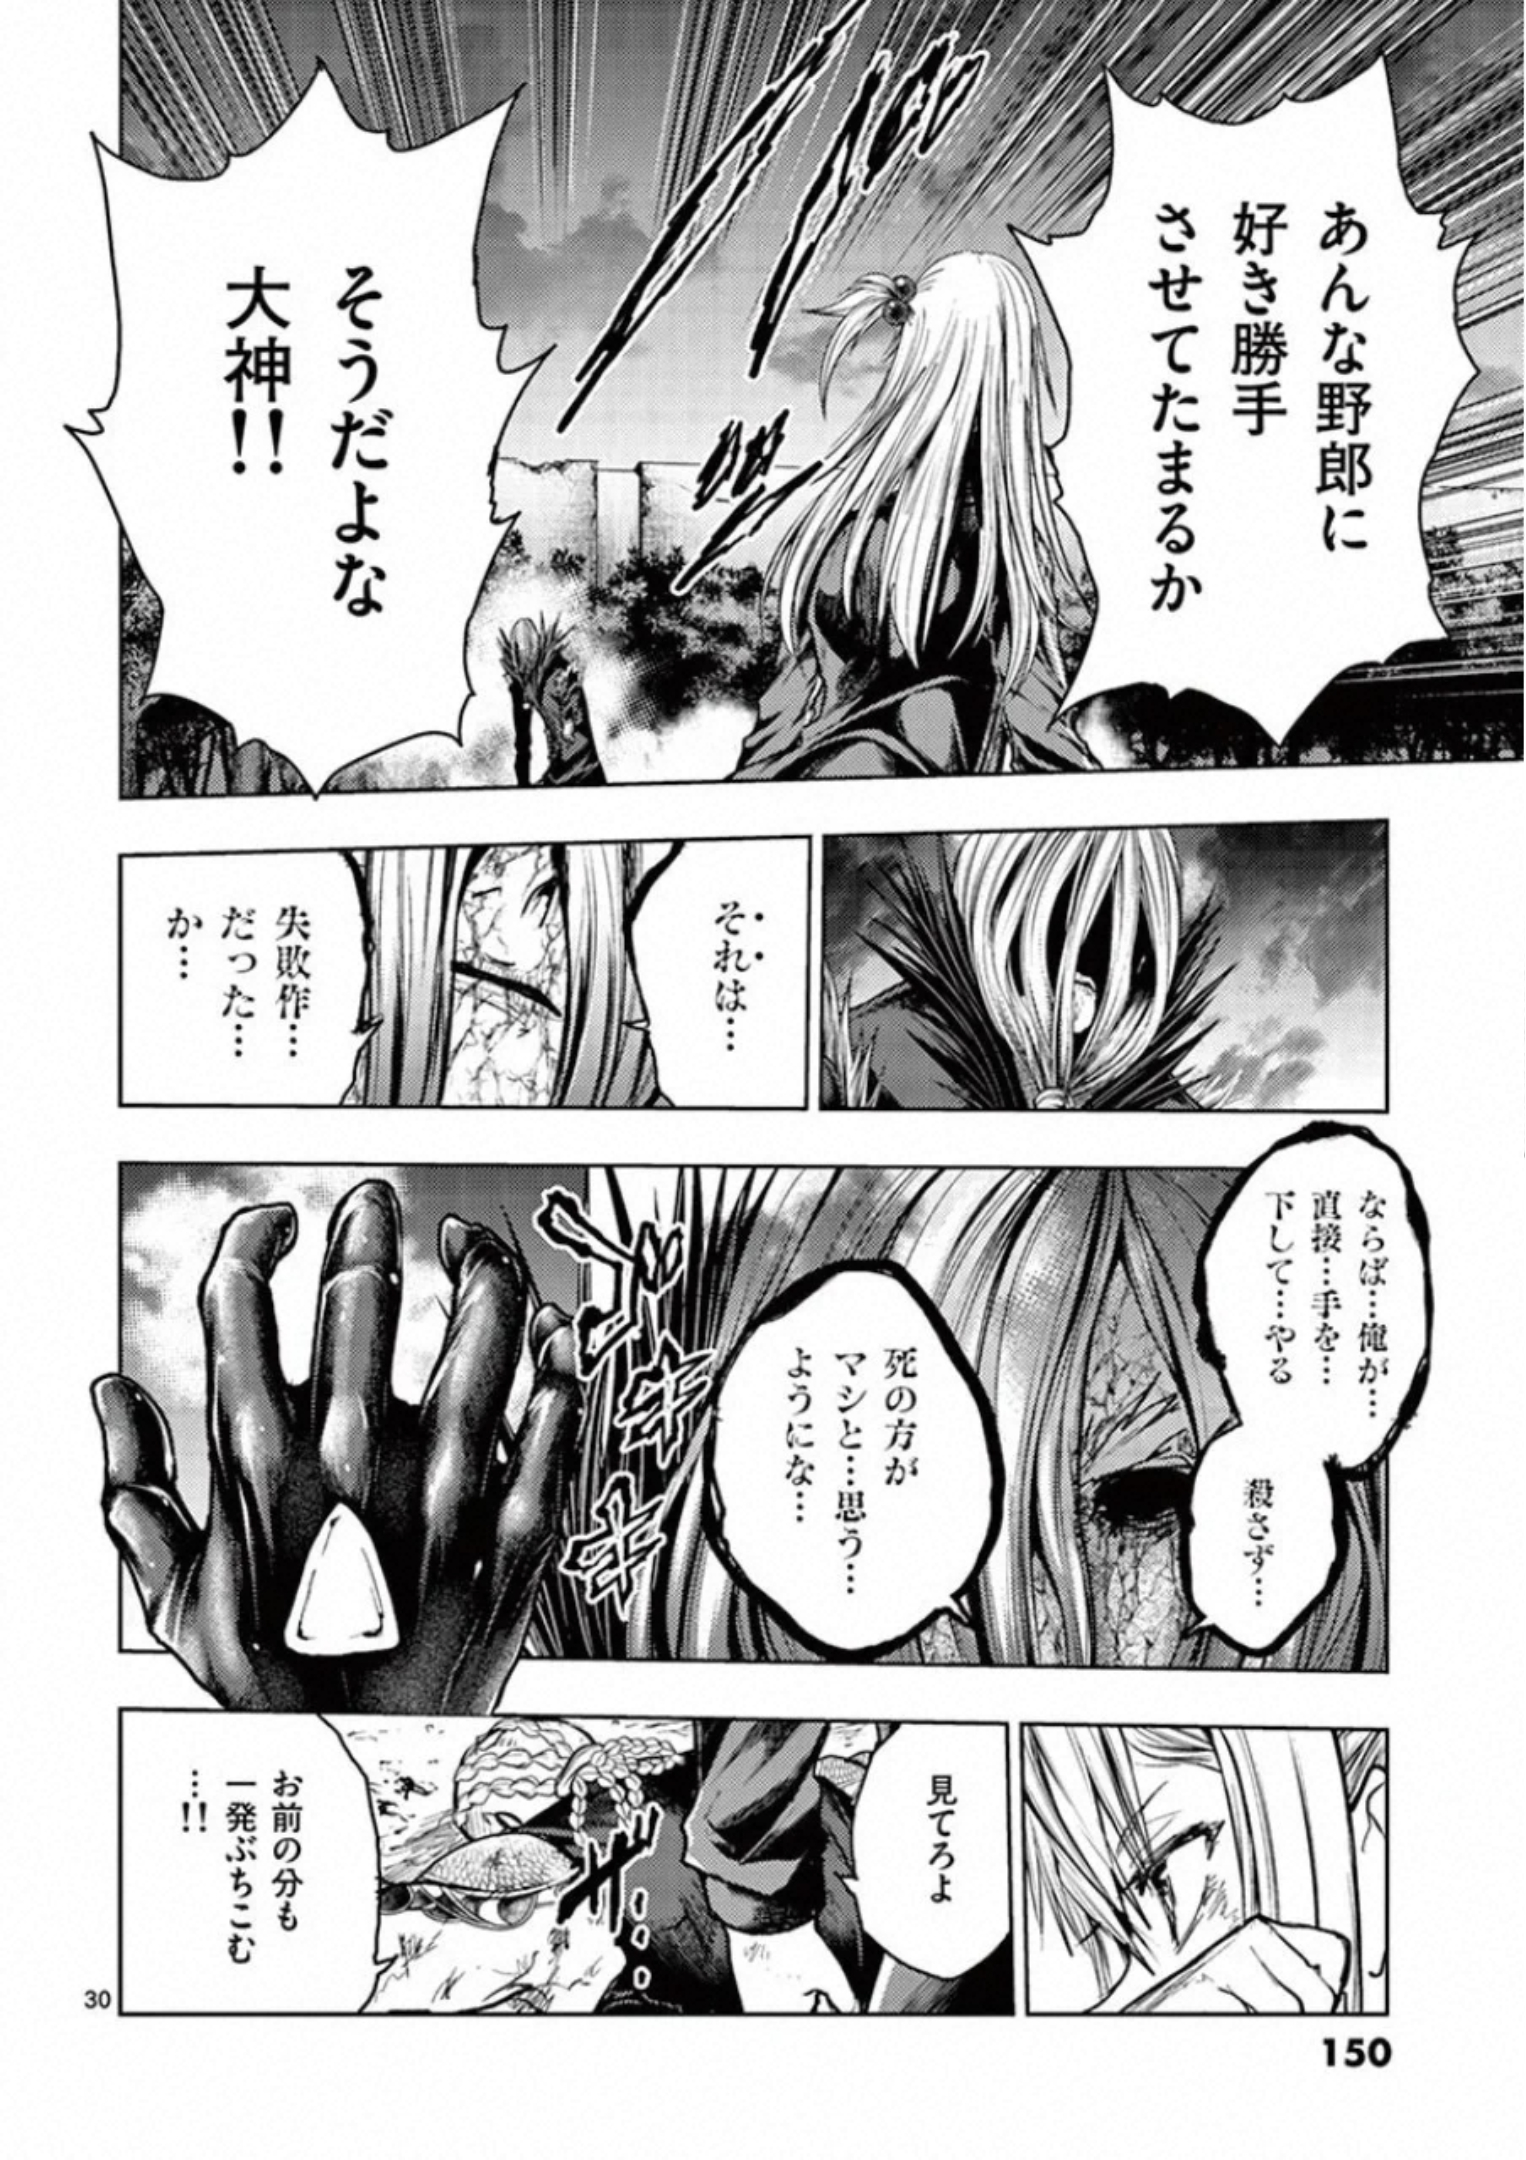 あんな野郎に
好き勝手
させてたまるか
そうだよな
大神!!
それは…
失敗作…
だった…
か…
ならば…俺が…
直接…手を…
下して…やる
殺さず…
死の方が
マシと…思う…
ようにな…
見てろよ
お前の分も
一発ぶちこむ
…!!
ザ…
30
150